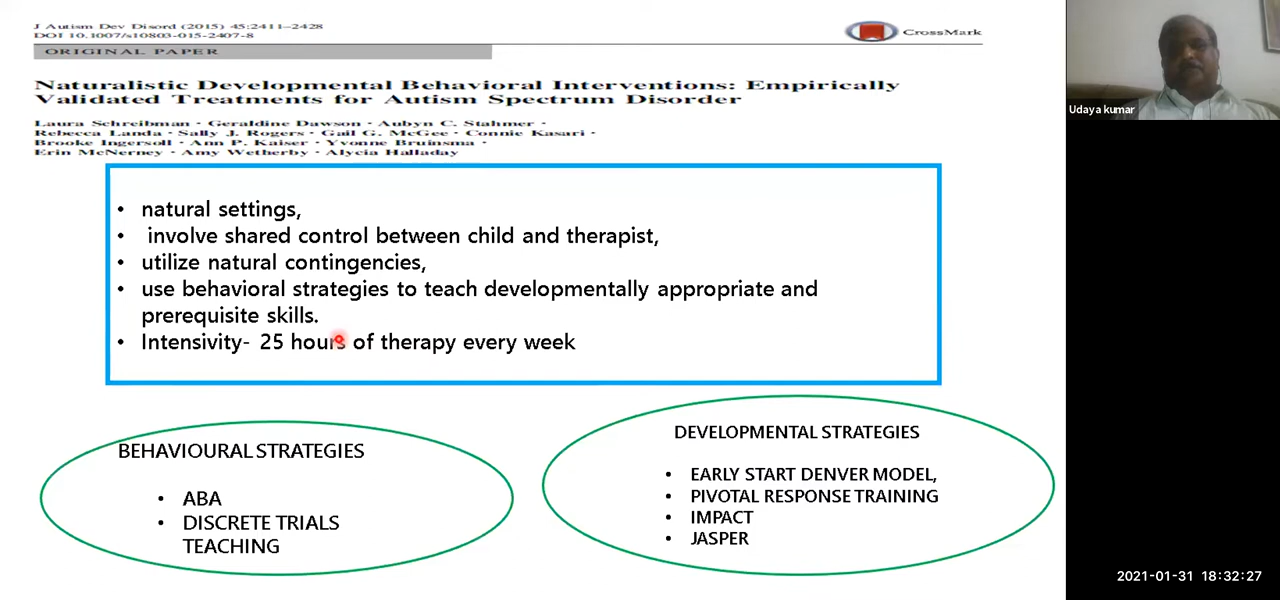 J Autism Dev Disord (2015) 45:2411–2428
DOI 10.1007/s10803-015-2407-8
CrossMark
ORIGINAL PAPER
Naturalistic Developmental Behavioral Interventions: Empirically
Validated Treatments for Autism Spectrum Disorder
Laura Schreibman · Geraldine Dawson · Aubyn C. Stahmer ·
Rebecca Landa · Sally J. Rogers · Gail G. McGee · Connie Kasari ·
Brooke Ingersoll · Ann P. Kaiser · Yvonne Bruinsma ·
Erin McNerney · Amy Wetherby · Alycia Halladay
Udaya kumar
• natural settings,
• involve shared control between child and therapist,
• utilize natural contingencies,
• use behavioral strategies to teach developmentally appropriate and
prerequisite skills.
• Intensivity- 25 hours of therapy every week
BEHAVIOURAL STRATEGIES
• ABA
• DISCRETE TRIALS
TEACHING
DEVELOPMENTAL STRATEGIES
• EARLY START DENVER MODEL,
• PIVOTAL RESPONSE TRAINING
• IMPACT
• JASPER
2021-01-31 18:32:27